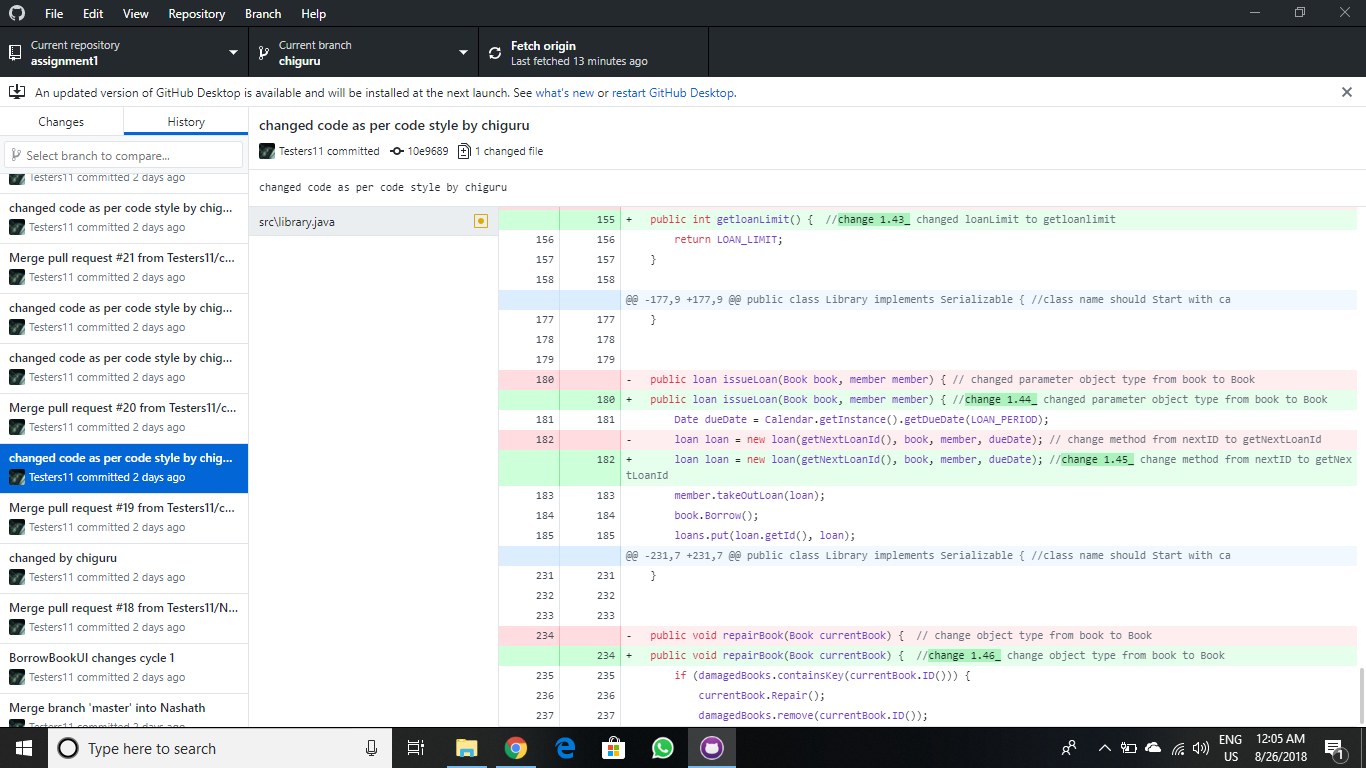 File Edit View Repository Branch Help
Current repository
assignment1
Current branch
chiguru
Fetch origin
Last fetched 13 minutes ago
An updated version of GitHub Desktop is available and will be installed at the next launch. See what's new or restart GitHub Desktop.
Changes History
Select branch to compare...
Testers11 committed 2 days ago
changed code as per code style by chig...
Testers11 committed 2 days ago
Merge pull request #21 from Testers11/c...
Testers11 committed 2 days ago
changed code as per code style by chig...
Testers11 committed 2 days ago
changed code as per code style by chig...
Testers11 committed 2 days ago
Merge pull request #20 from Testers11/c...
Testers11 committed 2 days ago
changed code as per code style by chig...
Testers11 committed 2 days ago
Merge pull request #19 from Testers11/c...
Testers11 committed 2 days ago
changed by chiguru
Testers11 committed 2 days ago
Merge pull request #18 from Testers11/N...
Testers11 committed 2 days ago
BorrowBookUI changes cycle 1
Testers11 committed 2 days ago
Merge branch 'master' into Nashath
Testers11 committed 2 days ago
changed code as per code style by chiguru
Testers11 committed 10e9689 1 changed file
changed code as per code style by chiguru
src\library.java
155 + public int getloanLimit() { //change 1.43_ changed loanLimit to getloanlimit
156 156 return LOAN_LIMIT;
157 157 }
158 158
@@ -177,9 +177,9 @@ public class Library implements Serializable { //class name should Start with ca
177 177 }
178 178
179 179
180 - public loan issueLoan(Book book, member member) { // changed parameter object type from book to Book
180 + public loan issueLoan(Book book, member member) { //change 1.44_ changed parameter object type from book to Book
181 181 Date dueDate = Calendar.getInstance().getDueDate(LOAN_PERIOD);
182 - loan loan = new loan(getNextLoanId(), book, member, dueDate); // change method from nextID to getNextLoanId
182 + loan loan = new loan(getNextLoanId(), book, member, dueDate); //change 1.45_ change method from nextID to getNex
tLoanId
183 183 member.takeOutLoan(loan);
184 184 book.Borrow();
185 185 loans.put(loan.getId(), loan);
@@ -231,7 +231,7 @@ public class Library implements Serializable { //class name should Start with ca
231 231 }
232 232
233 233
234 - public void repairBook(Book currentBook) { // change object type from book to Book
234 + public void repairBook(Book currentBook) { //change 1.46_ change object type from book to Book
235 235 if (damagedBooks.containsKey(currentBook.ID())) {
236 236 currentBook.Repair();
237 237 damagedBooks.remove(currentBook.ID());
Type here to search
ENG
US
12:05 AM
8/26/2018
1